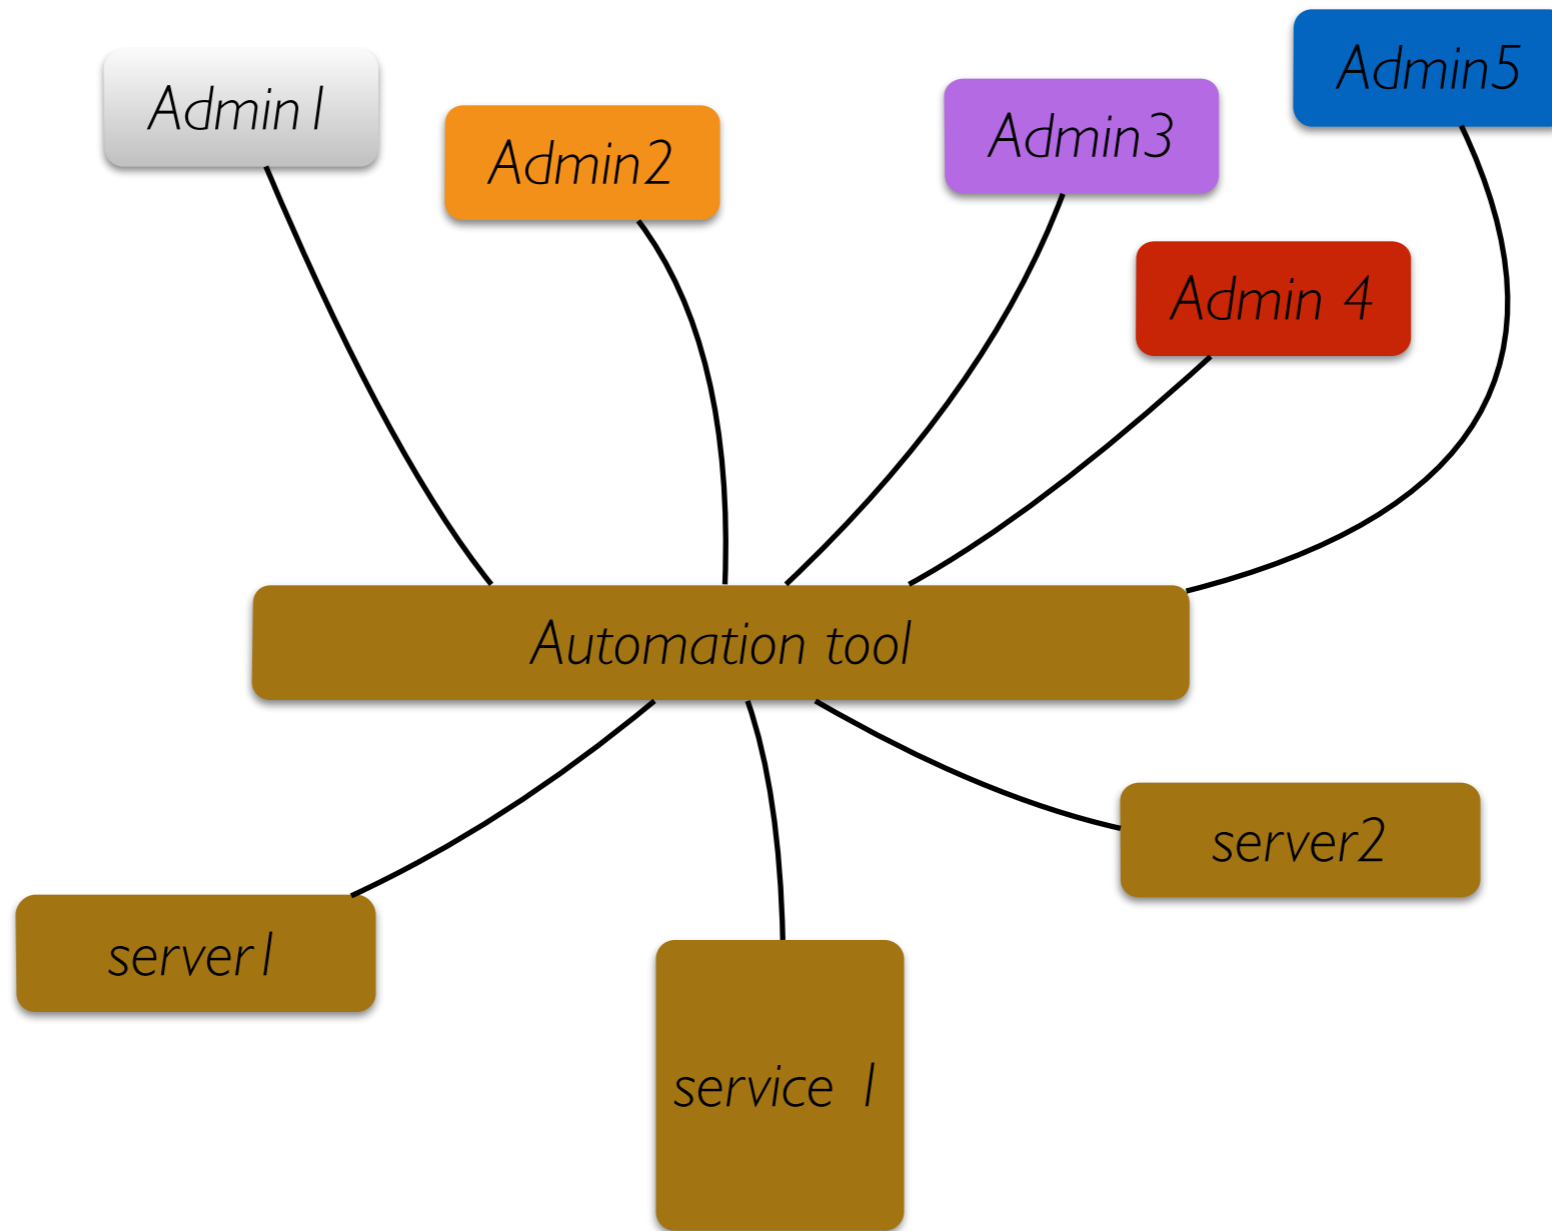 Admin1
Admin2
Admin3
Admin5
Admin 4
Automation tool
server1
service 1
server2